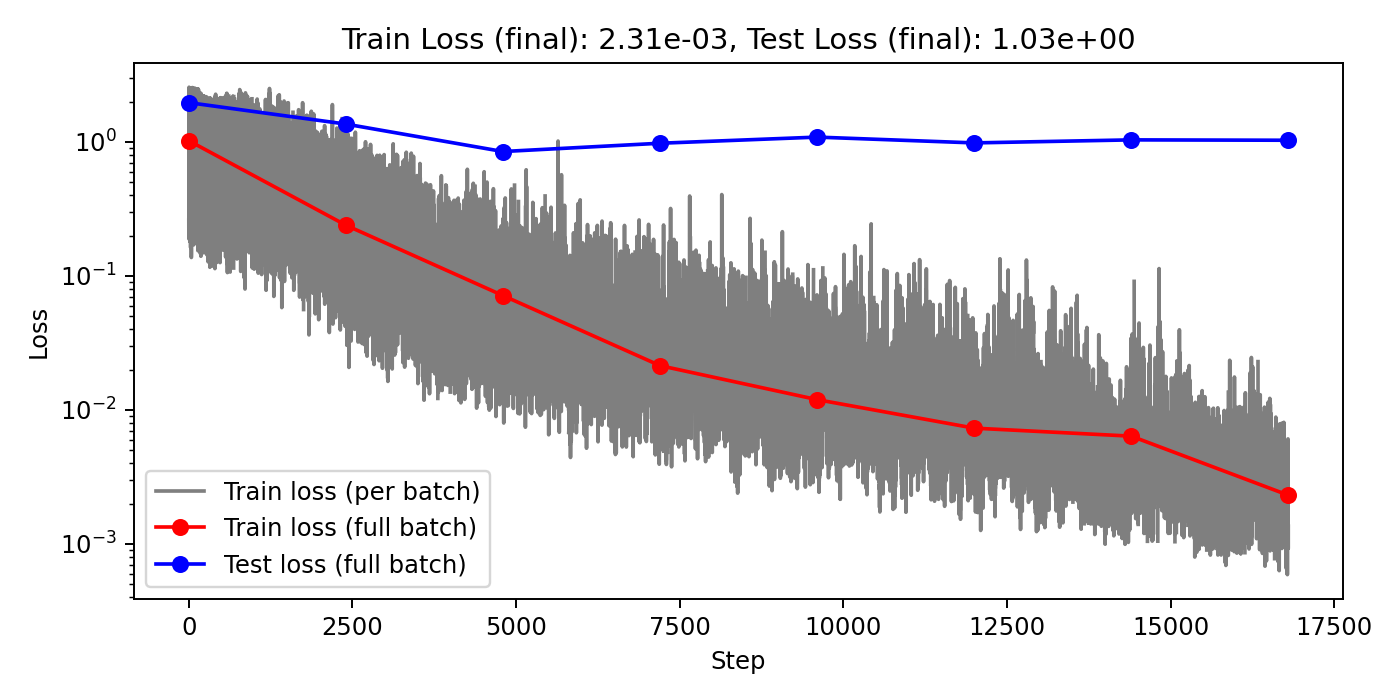 Train Loss (final): 2.31e-03, Test Loss (final): 1.03e+00
10⁰
10⁻¹
10⁻²
10⁻³
Loss
Train loss (per batch)
Train loss (full batch)
Test loss (full batch)
0 2500 5000 7500 10000 12500 15000 17500
Step